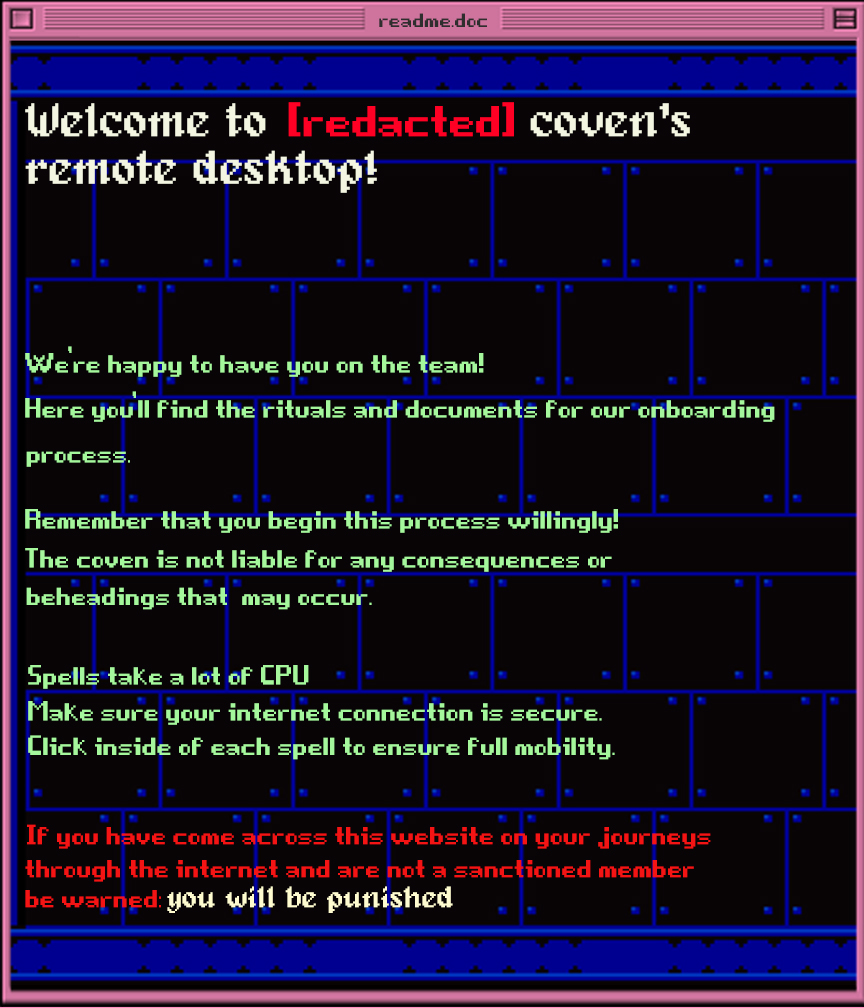 readme.doc
Welcome to [redacted] coven's
remote desktop!
We're happy to have you on the team!
Here you'll find the rituals and documents for our onboarding
process.
Remember that you begin this process willingly!
The coven is not liable for any consequences or
beheadings that may occur.
Spells take a lot of CPU
Make sure your internet connection is secure.
Click inside of each spell to ensure full mobility.
If you have come across this website on your journeys
through the internet and are not a sanctioned member
be warned: you will be punished